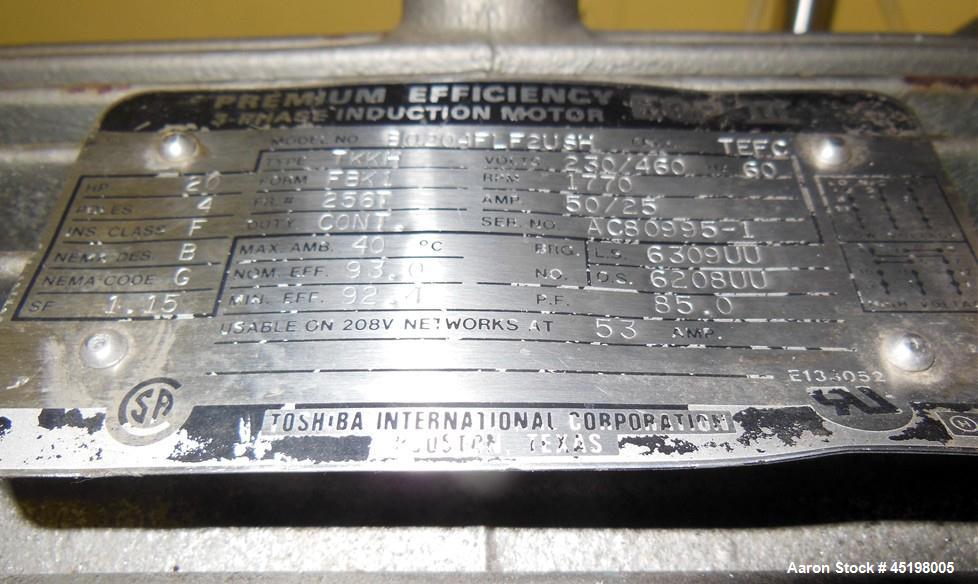 PREMIUM EFFICIENCY
3-PHASE INDUCTION MOTOR
MODEL NO. TEFC
TYPE TKKH VOLTS 230/460 60
HP 20 FORM FBK1 RPM 1770
POLES 4 FR.# 256T AMP. 50/25
INS. CLASS F DUTY CONT. SER. NO. AC80995-1
NEMA DES. B MAX. AMB. 40 °C BRG. L.S. 6309UU
NEMA CODE G NOM. EFF. 93.0 NO. O.S. 6208UU
SF 1.15 MIN. EFF. P.F. 85.0
USABLE ON 208V NETWORKS AT 53 AMP.
SA
TOSHIBA INTERNATIONAL CORPORATION
HOUSTON, TEXAS
Aaron Stock # 45198005